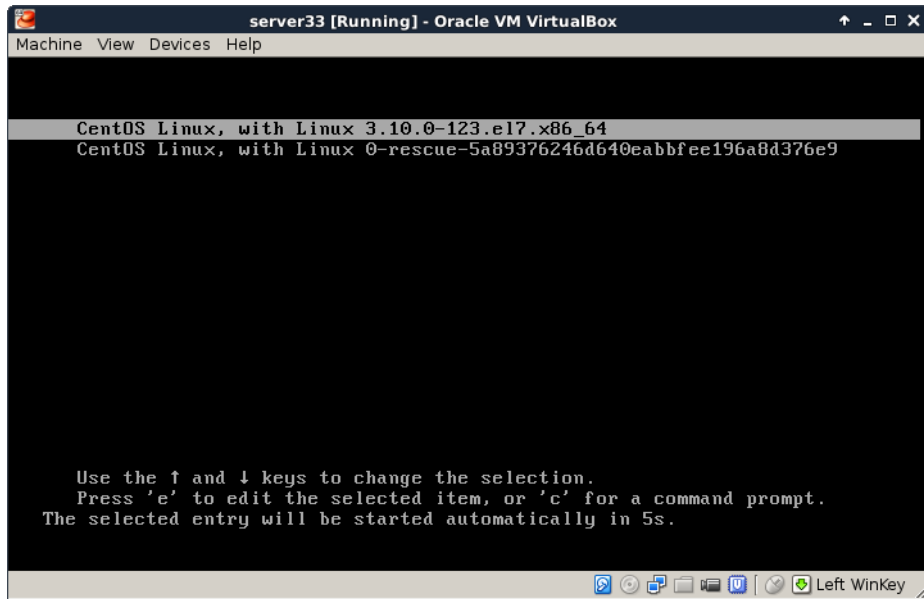 server33 [Running] - Oracle VM VirtualBox
Machine View Devices Help
CentOS Linux, with Linux 3.10.0-123.el7.x86_64
CentOS Linux, with Linux 0-rescue-5a89376246d640eabbfee196a8d376e9
Use the ↑ and ↓ keys to change the selection.
Press 'e' to edit the selected item, or 'c' for a command prompt.
The selected entry will be started automatically in 5s.
Left WinKey